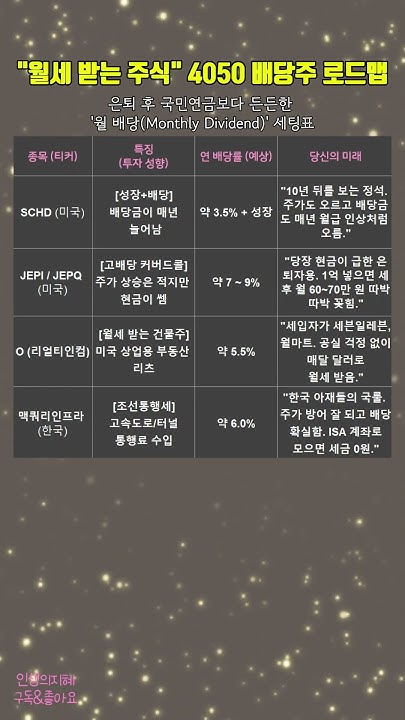 "월세 받는 주식" 4050 배당주 로드맵
은퇴 후 국민연금보다 든든한
'월 배당(Monthly Dividend)' 세팅표
종목 (티커)
특징
(투자 성향)
연 배당률 (예상)
당신의 미래
SCHD (미국)
[성장+배당]
배당금이 매년
늘어남
약 3.5% + 성장
"10년 뒤를 보는 정석.
주가도 오르고 배당금
도 매년 월급 인상처럼
오름."
JEPI / JEPQ
(미국)
[고배당 커버드콜]
주가 상승은 적지만
현금이 쎔
약 7 ~ 9%
"당장 현금이 급한 은
퇴자용. 1억 넣으면 세
후 월 60~70만 원 따박
따박 꽂힘."
O (리얼티인컴)
[월세 받는 건물주]
미국 상업용 부동산
리츠
약 5.5%
"세입자가 세븐일레븐,
월마트. 공실 걱정 없이
매달 달러로
월세 받음."
맥쿼리인프라
(한국)
[조선통행세]
고속도로/터널
통행료 수입
약 6.0%
"한국 아재들의 국룰.
주가 방어 잘 되고 배당
확실함. ISA 계좌로
모으면 세금 0원."
인생의지혜
구독&좋아요